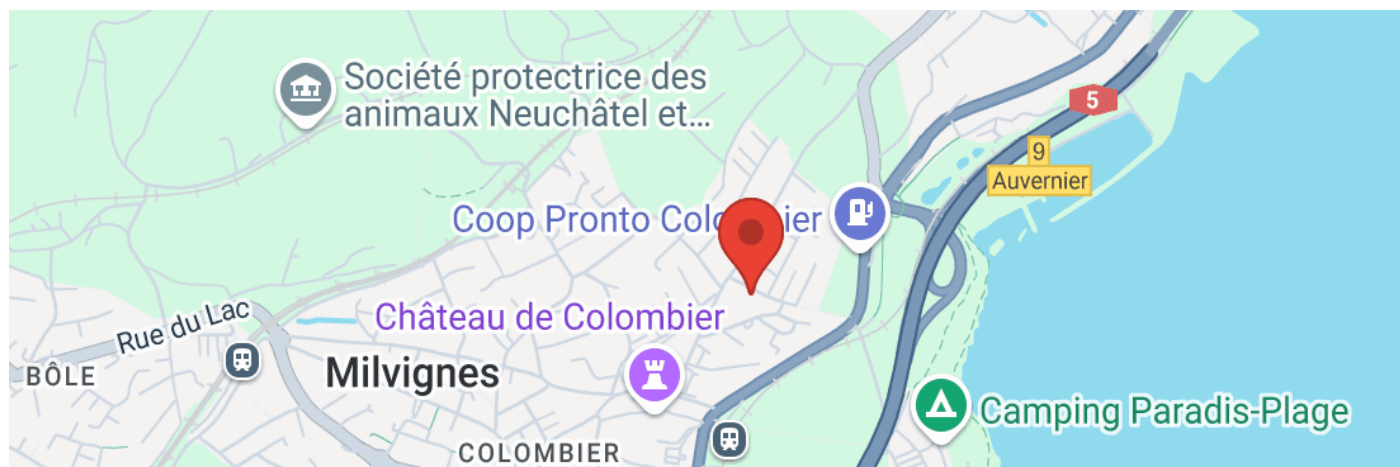 Société protectrice des
animaux Neuchâtel et...
5
9
Auvernier
Coop Pronto Colombier
Rue du Lac
Château de Colombier
BÔLE
Milvignes
Camping Paradis-Plage
COLOMBIER